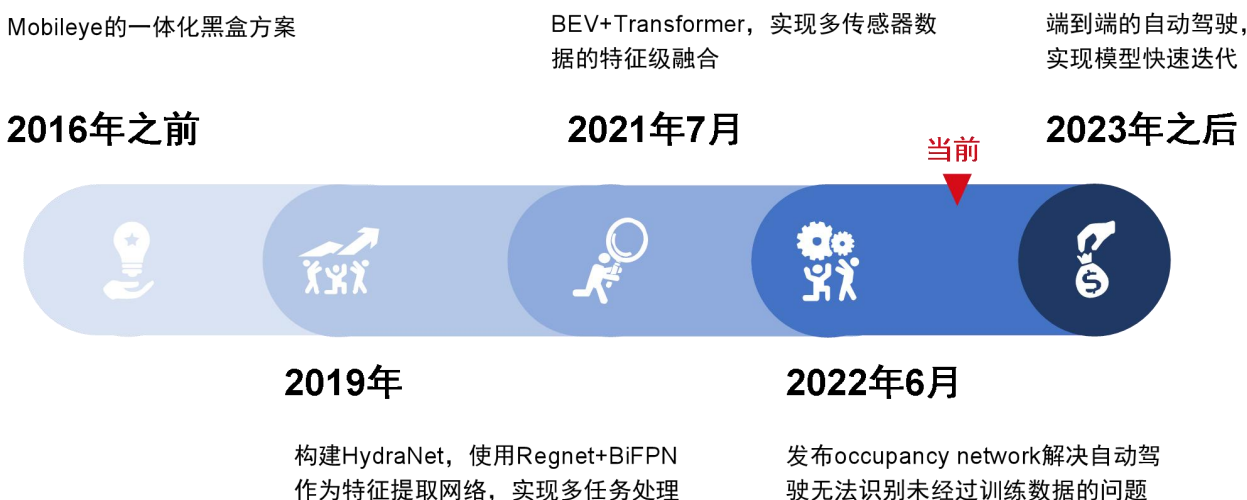 Mobileye的一体化黑盒方案
2016年之前
BEV+Transformer，实现多传感器数
据的特征级融合
2021年7月
当前
端到端的自动驾驶，
实现模型快速迭代
2023年之后
2019年
构建HydraNet，使用Regnet+BiFPN
作为特征提取网络，实现多任务处理
2022年6月
发布occupancy network解决自动驾
驶无法识别未经过训练数据的问题